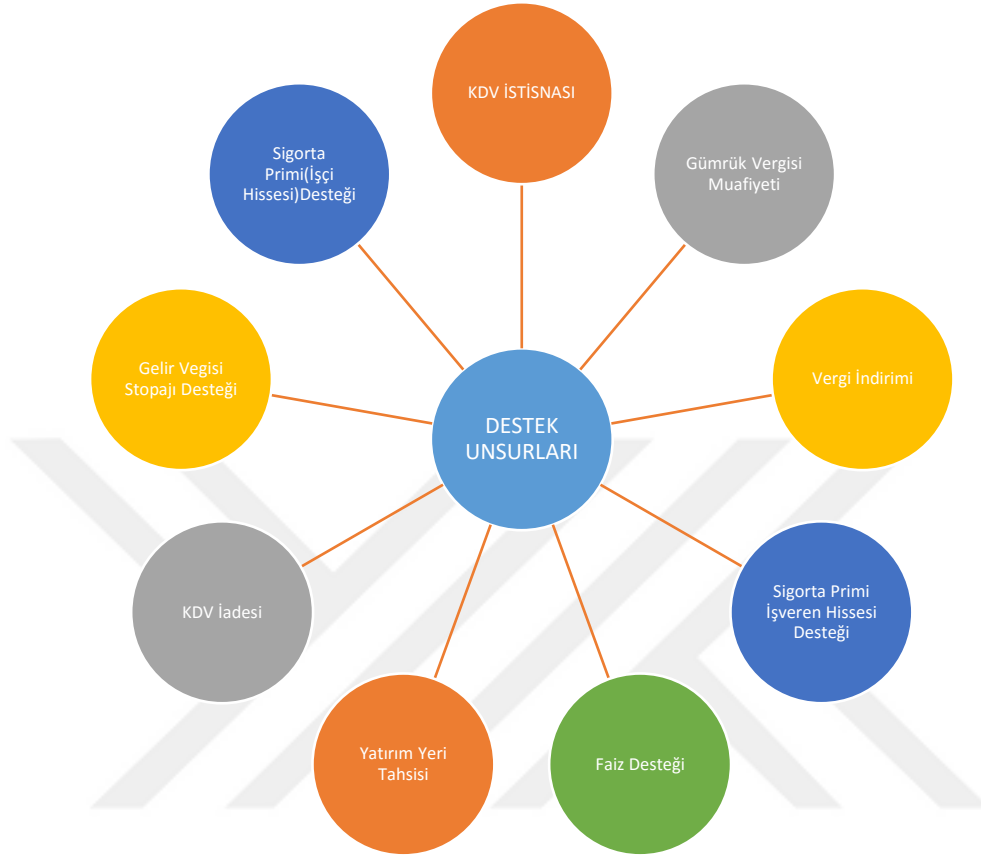 KDV İSTİSNASI
Gümrük Vergisi
Muafiyeti
Vergi İndirimi
Sigorta Primi
İşveren Hissesi
Desteği
Faiz Desteği
Yatırım Yeri
Tahsisi
KDV İadesi
Gelir Vegisi
Stopajı Desteği
Sigorta
Primi(İşçi
Hissesi)Desteği
DESTEK
UNSURLARI